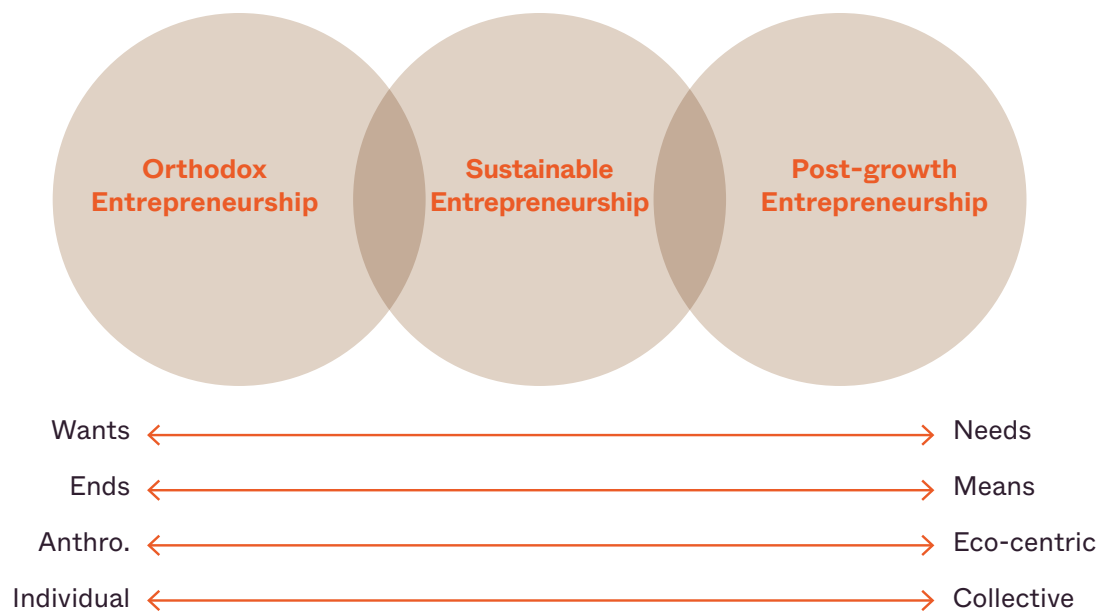 Orthodox
Entrepreneurship
Sustainable
Entrepreneurship
Post-growth
Entrepreneurship
Wants
Needs
Ends
Means
Anthro.
Eco-centric
Individual
Collective